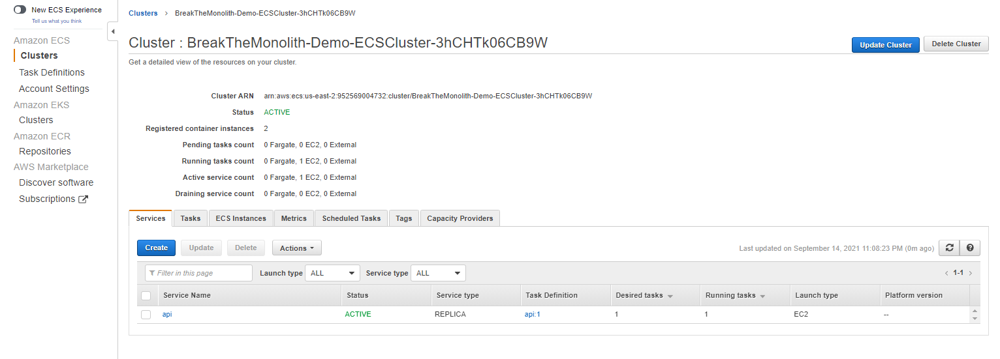 New ECS Experience
Tell us what you think
Amazon ECS
Clusters
Task Definitions
Account Settings
Amazon EKS
Clusters
Amazon ECR
Repositories
AWS Marketplace
Discover software
Subscriptions
Clusters > BreakTheMonolith-Demo-ECSCluster-3hCHTk06CB9W
Cluster : BreakTheMonolith-Demo-ECSCluster-3hCHTk06CB9W
Update Cluster Delete Cluster
Get a detailed view of the resources on your cluster.
Cluster ARN arn:aws:ecs:us-east-2:952569004732:cluster/BreakTheMonolith-Demo-ECSCluster-3hCHTk06CB9W
Status ACTIVE
Registered container instances 2
Pending tasks count 0 Fargate, 0 EC2, 0 External
Running tasks count 0 Fargate, 1 EC2, 0 External
Active service count 0 Fargate, 1 EC2, 0 External
Draining service count 0 Fargate, 0 EC2, 0 External
Services Tasks ECS Instances Metrics Scheduled Tasks Tags Capacity Providers
Create Update Delete Actions Last updated on September 14, 2021 11:08:23 PM (0m ago)
Filter in this page Launch type ALL Service type ALL < 1-1 >
Service Name Status Service type Task Definition Desired tasks Running tasks Launch type Platform version
api ACTIVE REPLICA api:1 1 1 EC2 --